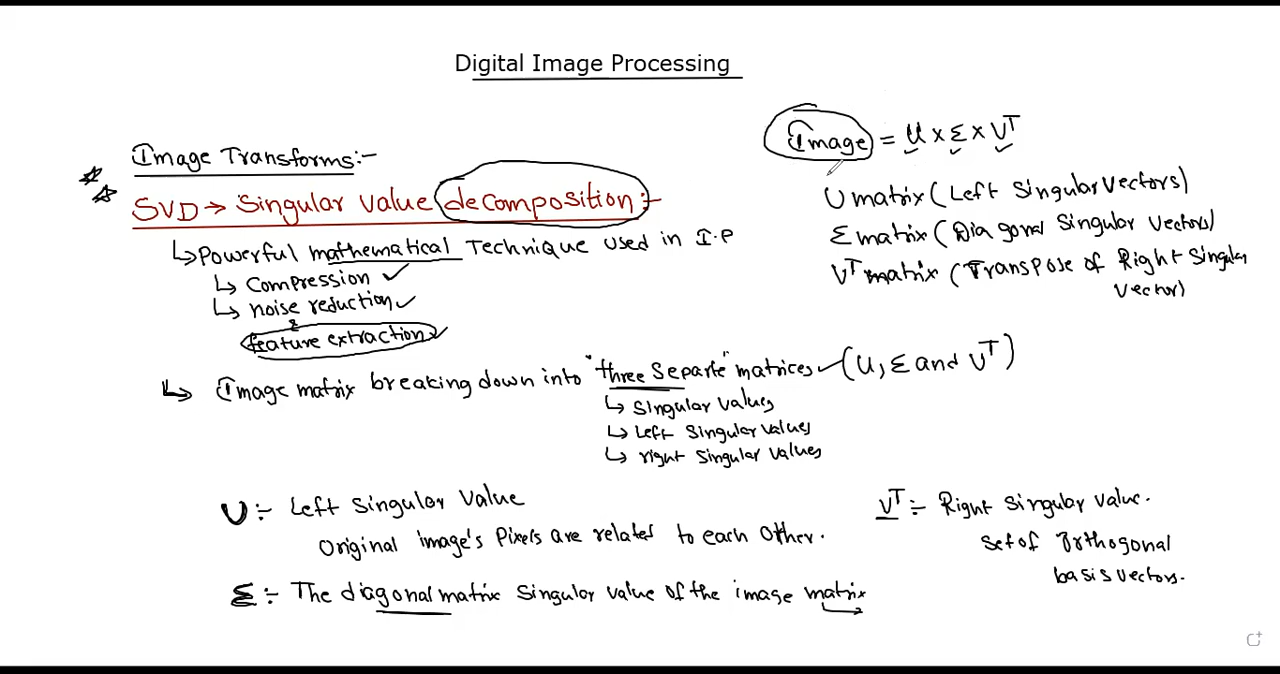 Digital Image Processing
Image Transforms:-
SVD → Singular value decomposition:-
↳ Powerful mathematical Technique used in I.P
↳ Compression ✓
↳ noise reduction ✓
&
feature extraction ✓
Image = U x Σ x V^T
U matrix (Left Singular Vectors)
Σ matrix (Diagonal Singular Vectors)
V^T matrix (Transpose of Right Singular
Vector)
↳ Image matrix breaking down into "three Separte" matrices (U, Σ and V^T)
↳ Singular values
↳ Left Singular values
↳ right Singular values
U :- Left Singular Value
Original image's Pixels are related to each other.
Σ :- The diagonal matrix Singular value of the image matrix
V^T :- Right Singular value.
Set of Orthogonal
basis vectors.